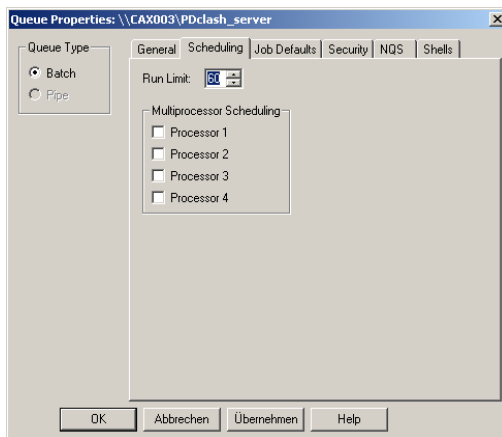 Queue Properties: \\CAX003\PDclash_server
Queue Type
Batch
Pipe
General Scheduling Job Defaults Security NQS Shells
Run Limit: 60
Multiprocessor Scheduling
Processor 1
Processor 2
Processor 3
Processor 4
OK Abbrechen Übernehmen Help